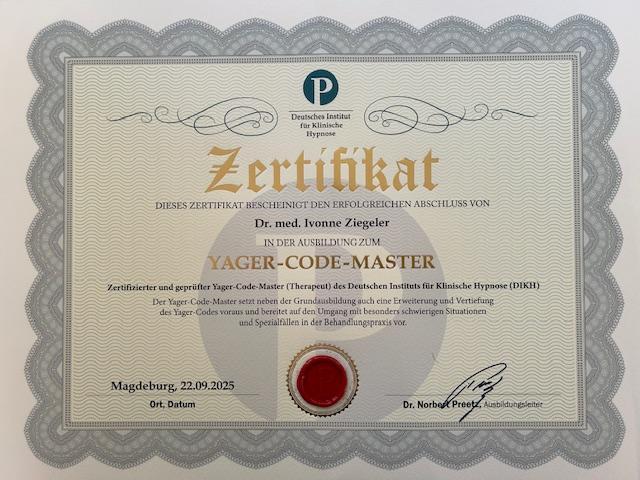 P
Deutsches Institut
für Klinische
Hypnose
Zertifikat
DIESES ZERTIFIKAT BESCHEINIGT DEN ERFOLGREICHEN ABSCHLUSS VON
Dr. med. Ivonne Ziegeler
IN DER AUSBILDUNG ZUM
YAGER-CODE-MASTER
Zertifizierter und geprüfter Yager-Code-Master (Therapeut) des Deutschen Instituts für Klinische Hypnose (DIKH)
Der Yager-Code-Master setzt neben der Grundausbildung auch eine Erweiterung und Vertiefung
des Yager-Codes voraus und bereitet auf den Umgang mit besonders schwierigen Situationen
und Spezialfällen in der Behandlungspraxis vor.
Magdeburg, 22.09.2025
Ort, Datum
Dr. Norbert Preetz, Ausbildungsleiter